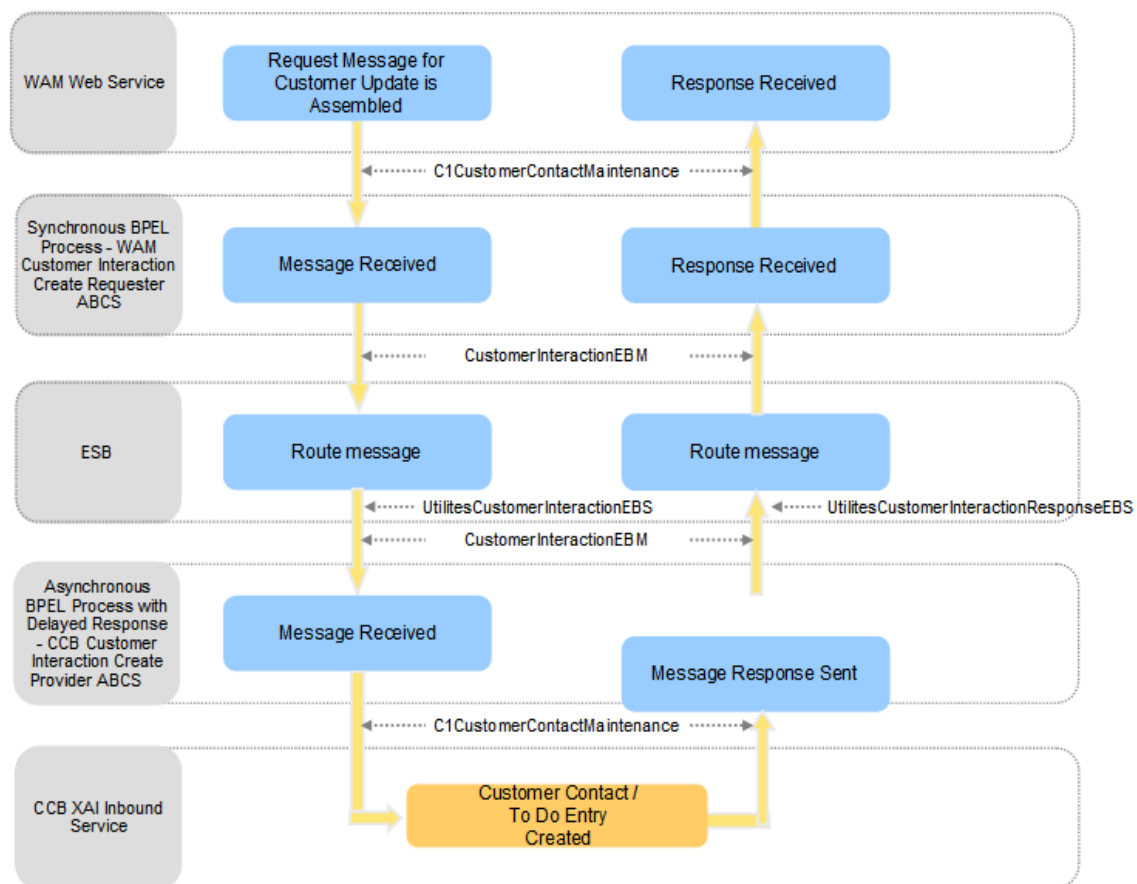 WAM Web Service
Request Message for
Customer Update is
Assembled
Response Received
C1CustomerContactMaintenance
Synchronous BPEL
Process - WAM
Customer Interaction
Create Requester
ABCS
Message Received
Response Received
CustomerInteractionEBM
ESB
Route message
Route message
UtilitesCustomerInteractionEBS
UtilitesCustomerInteractionResponseEBS
CustomerInteractionEBM
Asynchronous
BPEL Process with
Delayed Response
- CCB Customer
Interaction Create
Provider ABCS
Message Received
Message Response Sent
C1CustomerContactMaintenance
CCB XAI Inbound
Service
Customer Contact /
To Do Entry
Created